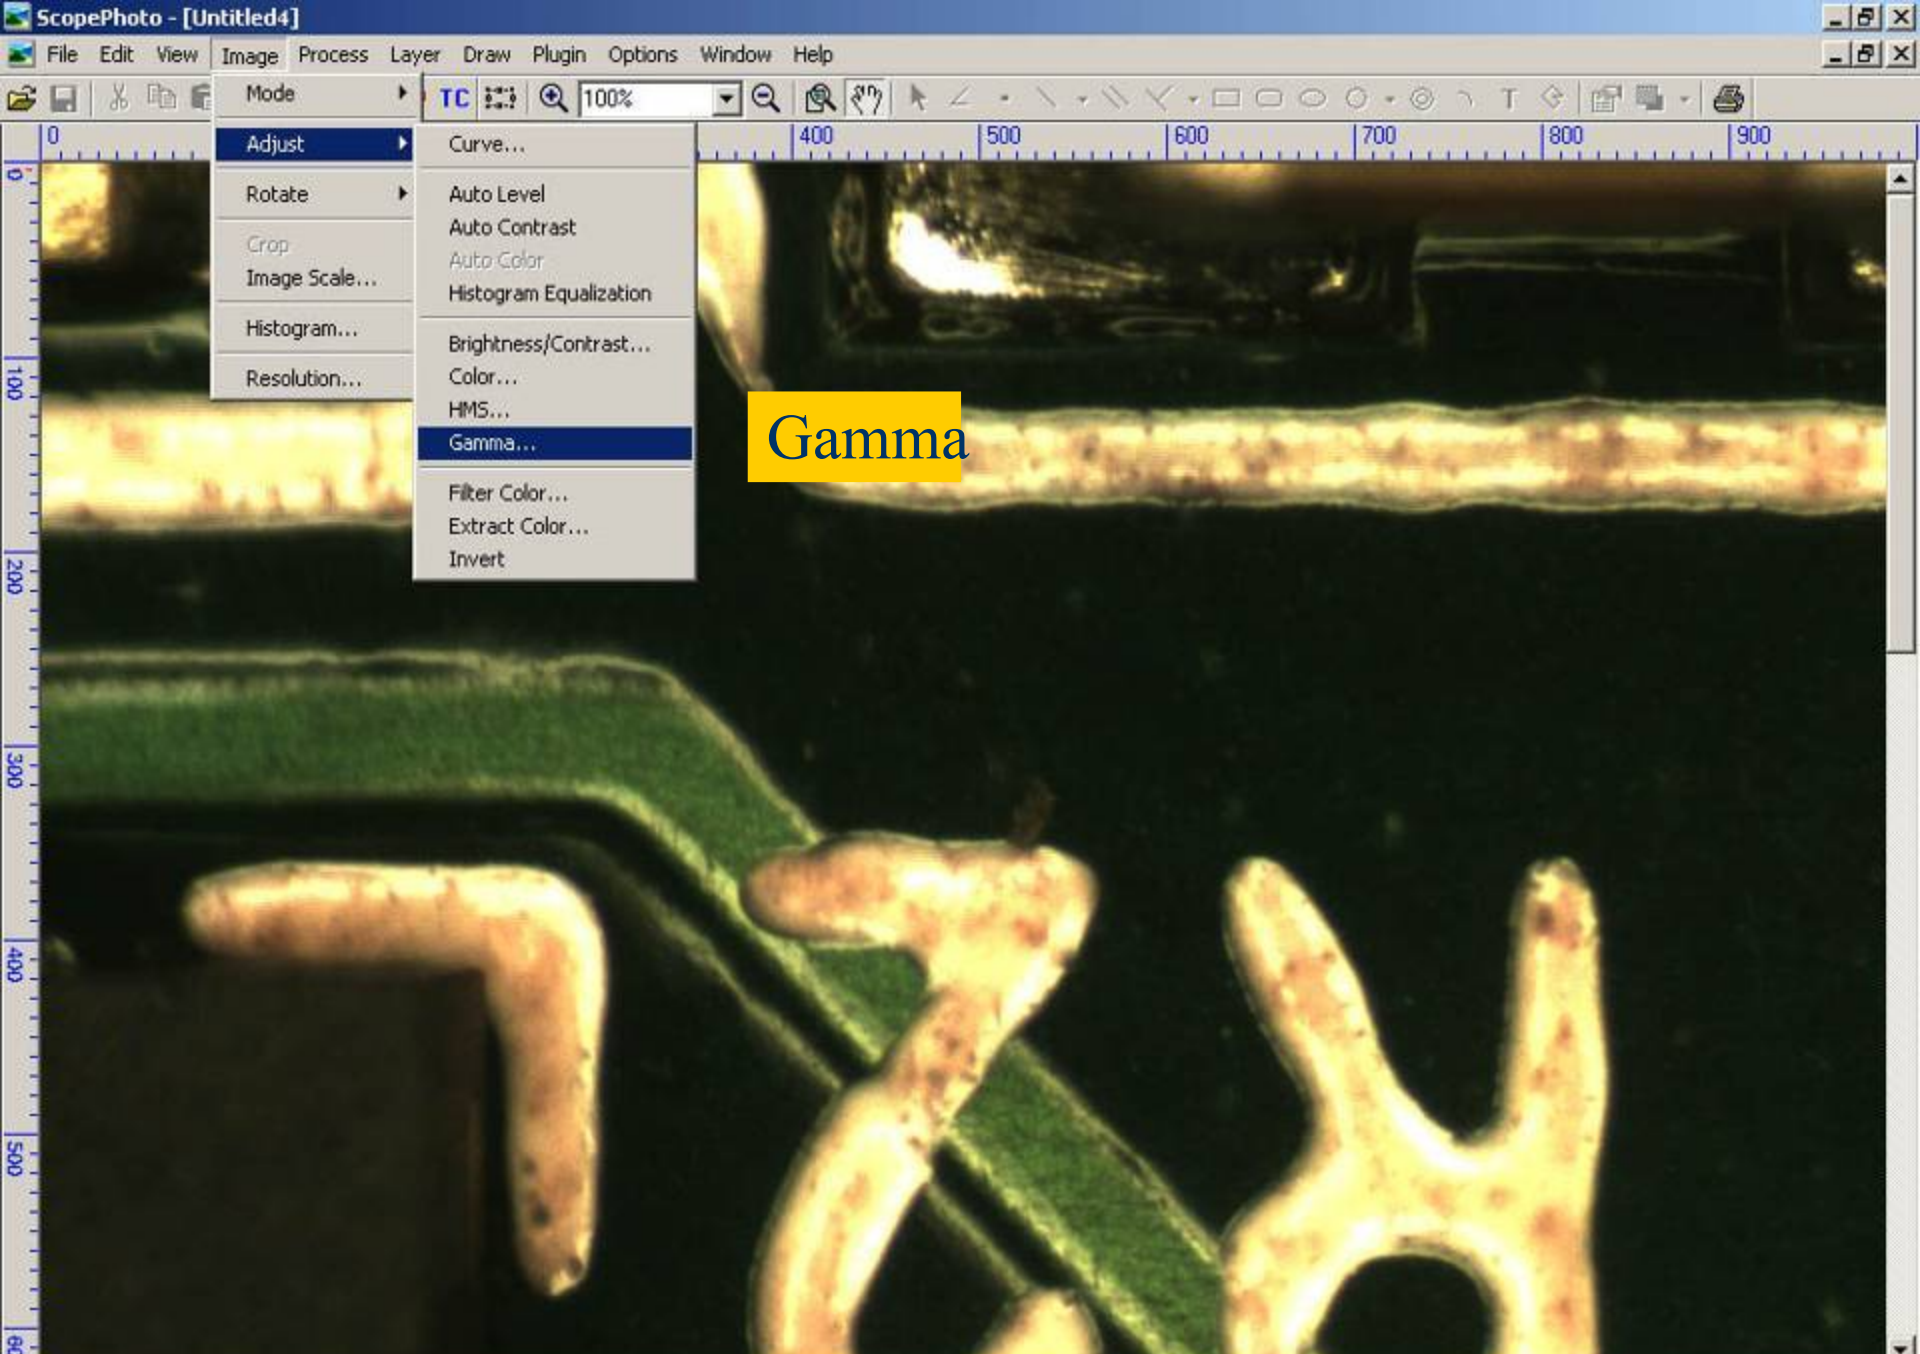 ScopePhoto - [Untitled4]
File Edit View Image Process Layer Draw Plugin Options Window Help
Mode
TC
100%
T
0 400 500 600 700 800 900
Adjust
Curve...
Rotate
Auto Level
Auto Contrast
Crop
Auto Color
Image Scale...
Histogram Equalization
Histogram...
Brightness/Contrast...
Resolution...
Color...
HMS...
Gamma...
Gamma
Filter Color...
Extract Color...
Invert
0
100
200
300
400
500